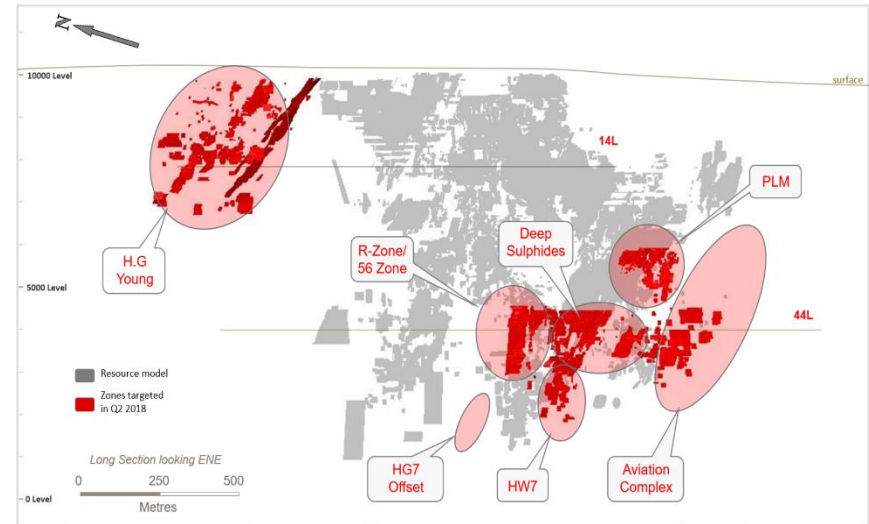 N
10000 Level
surface
14L
PLM
H.G
Young
R-Zone/
56 Zone
Deep
Sulphides
5000 Level
44L
Resource model
Zones targeted
in Q2 2018
Long Section looking ENE
0 250 500
Metres
HG7
Offset
HW7
Aviation
Complex
0 Level